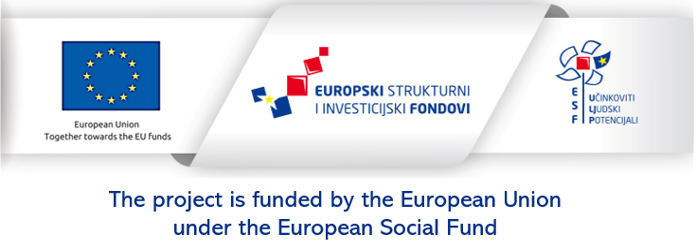 European Union
Together towards the EU funds
EUROPSKI STRUKTURNI
I INVESTICIJSKI FONDOVI
E S F
UČINKOVITI
LJUDSKI
POTENCIJALI
The project is funded by the European Union
under the European Social Fund